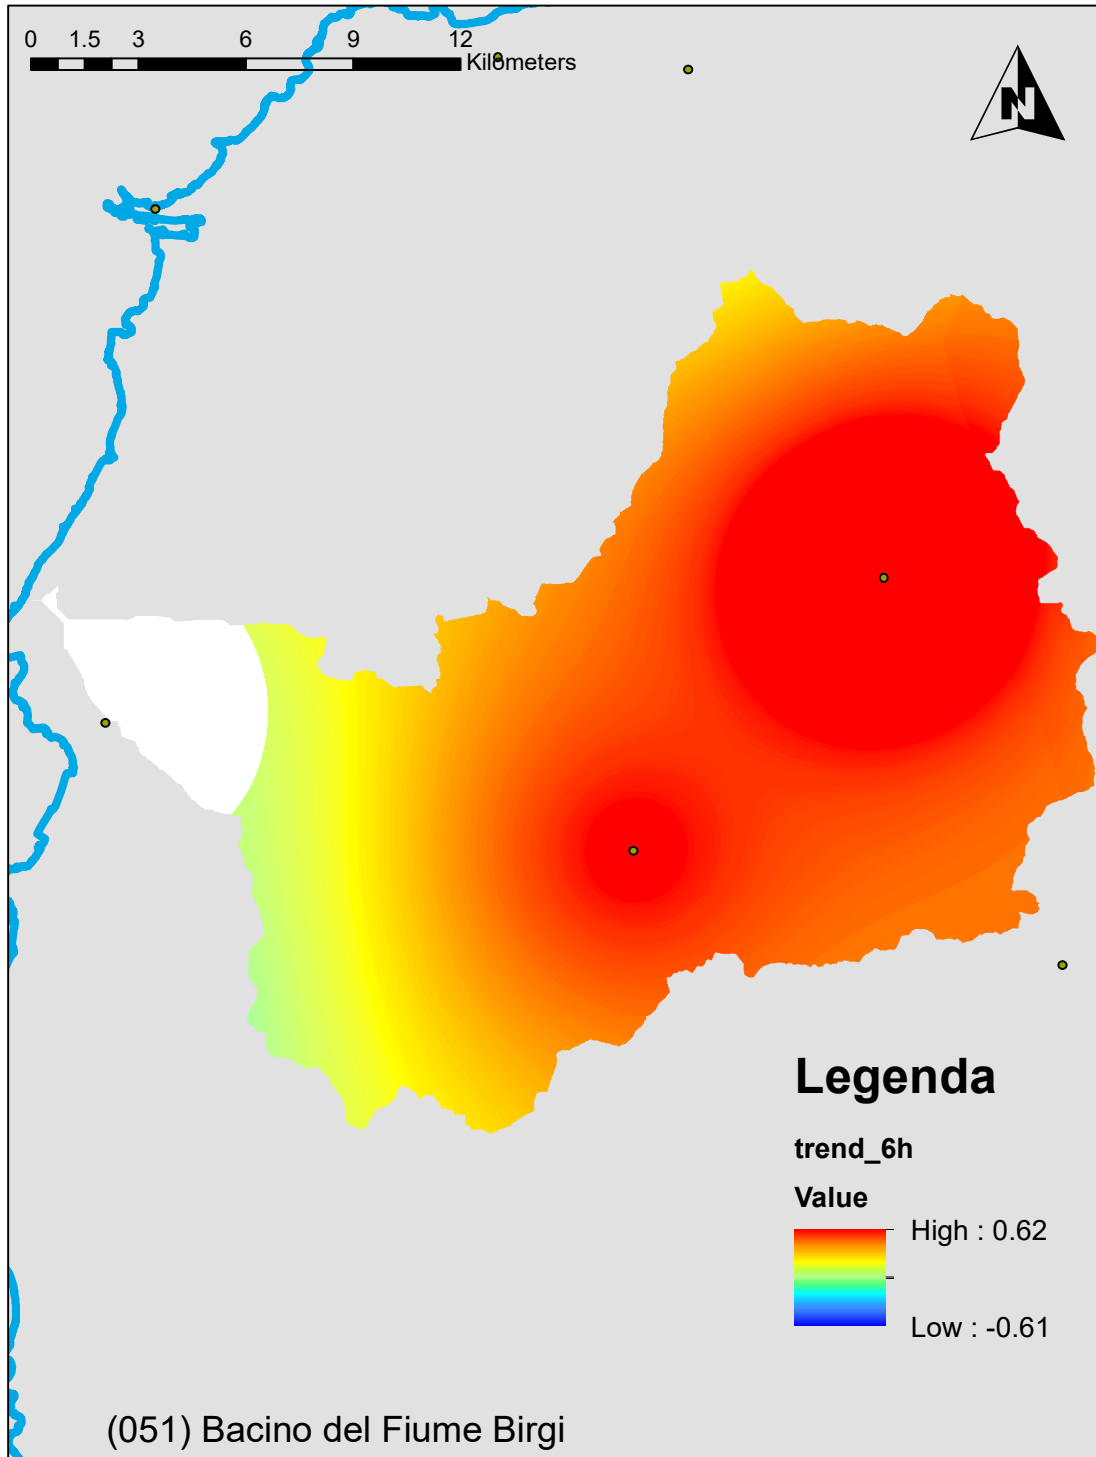 0 1.5 3 6 9 12
Kilometers
N
Legenda
trend_6h
Value
High : 0.62
Low : -0.61
(051) Bacino del Fiume Birgi